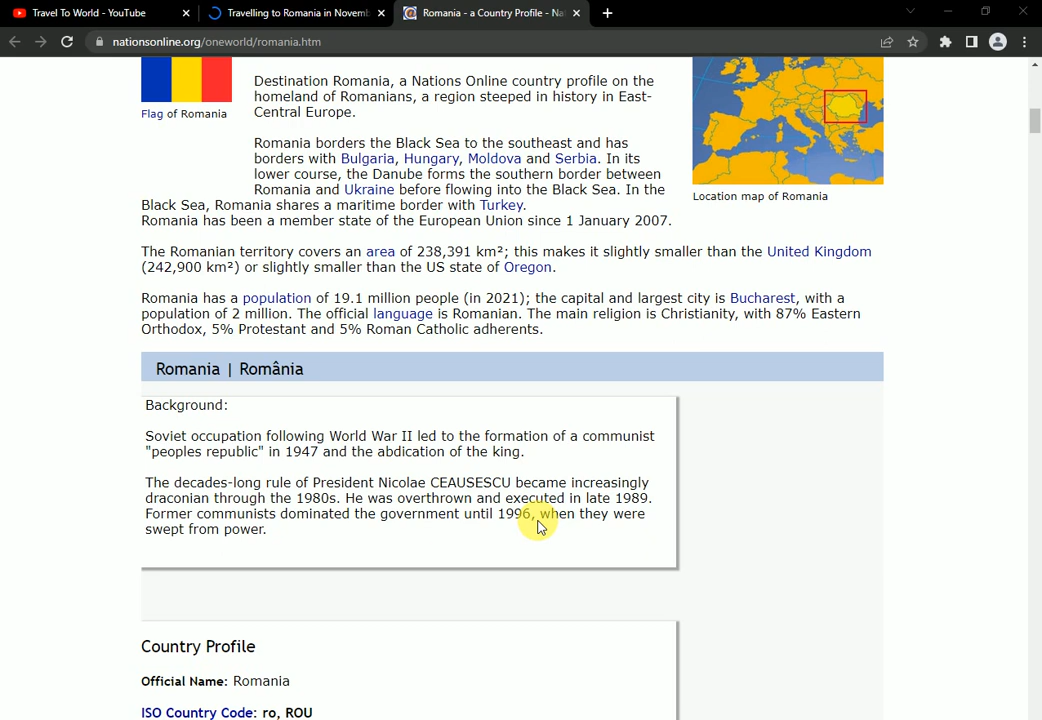 Travel To World - YouTube
Travelling to Romania in Novemb
Romania - a Country Profile - Na
nationsonline.org/oneworld/romania.htm
Flag of Romania
Destination Romania, a Nations Online country profile on the
homeland of Romanians, a region steeped in history in East-
Central Europe.
Romania borders the Black Sea to the southeast and has
borders with Bulgaria, Hungary, Moldova and Serbia. In its
lower course, the Danube forms the southern border between
Romania and Ukraine before flowing into the Black Sea. In the
Black Sea, Romania shares a maritime border with Turkey.
Romania has been a member state of the European Union since 1 January 2007.
Location map of Romania
The Romanian territory covers an area of 238,391 km²; this makes it slightly smaller than the United Kingdom
(242,900 km²) or slightly smaller than the US state of Oregon.
Romania has a population of 19.1 million people (in 2021); the capital and largest city is Bucharest, with a
population of 2 million. The official language is Romanian. The main religion is Christianity, with 87% Eastern
Orthodox, 5% Protestant and 5% Roman Catholic adherents.
Romania | România
Background:
Soviet occupation following World War II led to the formation of a communist
"peoples republic" in 1947 and the abdication of the king.
The decades-long rule of President Nicolae CEAUSESCU became increasingly
draconian through the 1980s. He was overthrown and executed in late 1989.
Former communists dominated the government until 1996, when they were
swept from power.
Country Profile
Official Name: Romania
ISO Country Code: ro, ROU